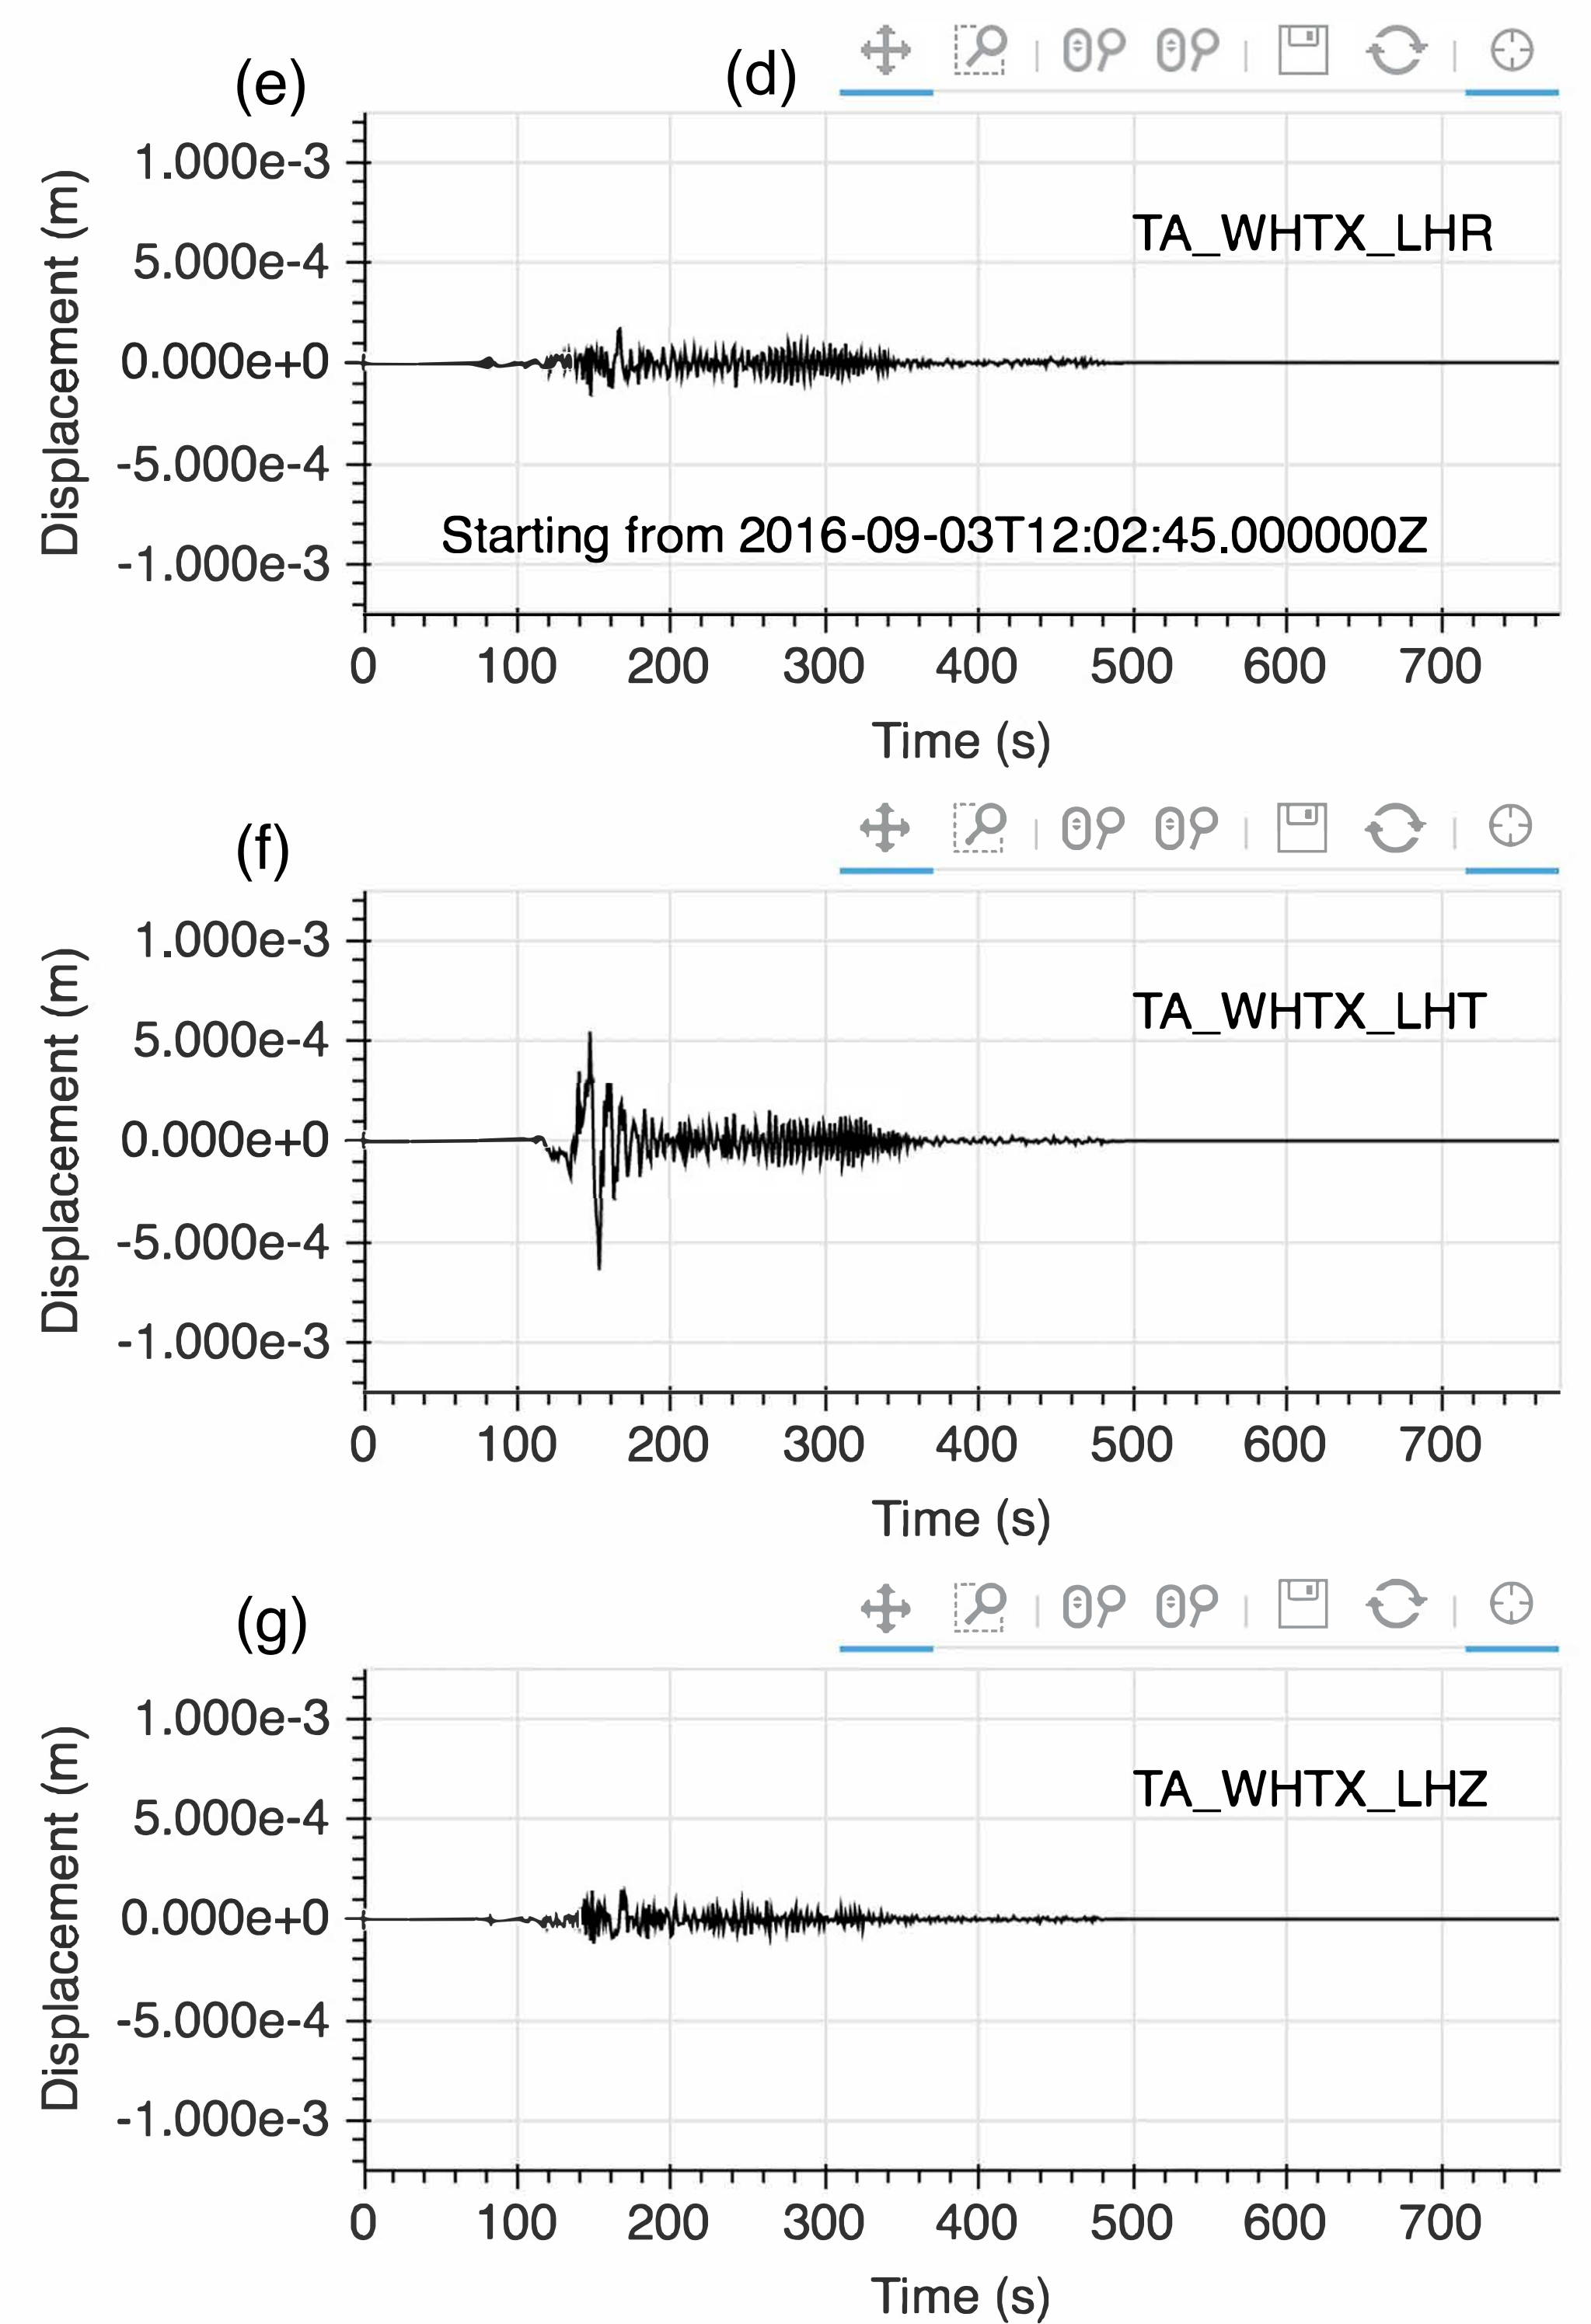 (e)
(d)
Displacement (m)
1.000e-3
5.000e-4
0.000e+0
-5.000e-4
-1.000e-3
TA_WHTX_LHR
Starting from 2016-09-03T12:02:45.000000Z
0 100 200 300 400 500 600 700
Time (s)
(f)
Displacement (m)
1.000e-3
5.000e-4
0.000e+0
-5.000e-4
-1.000e-3
TA_WHTX_LHT
0 100 200 300 400 500 600 700
Time (s)
(g)
Displacement (m)
1.000e-3
5.000e-4
0.000e+0
-5.000e-4
-1.000e-3
TA_WHTX_LHZ
0 100 200 300 400 500 600 700
Time (s)